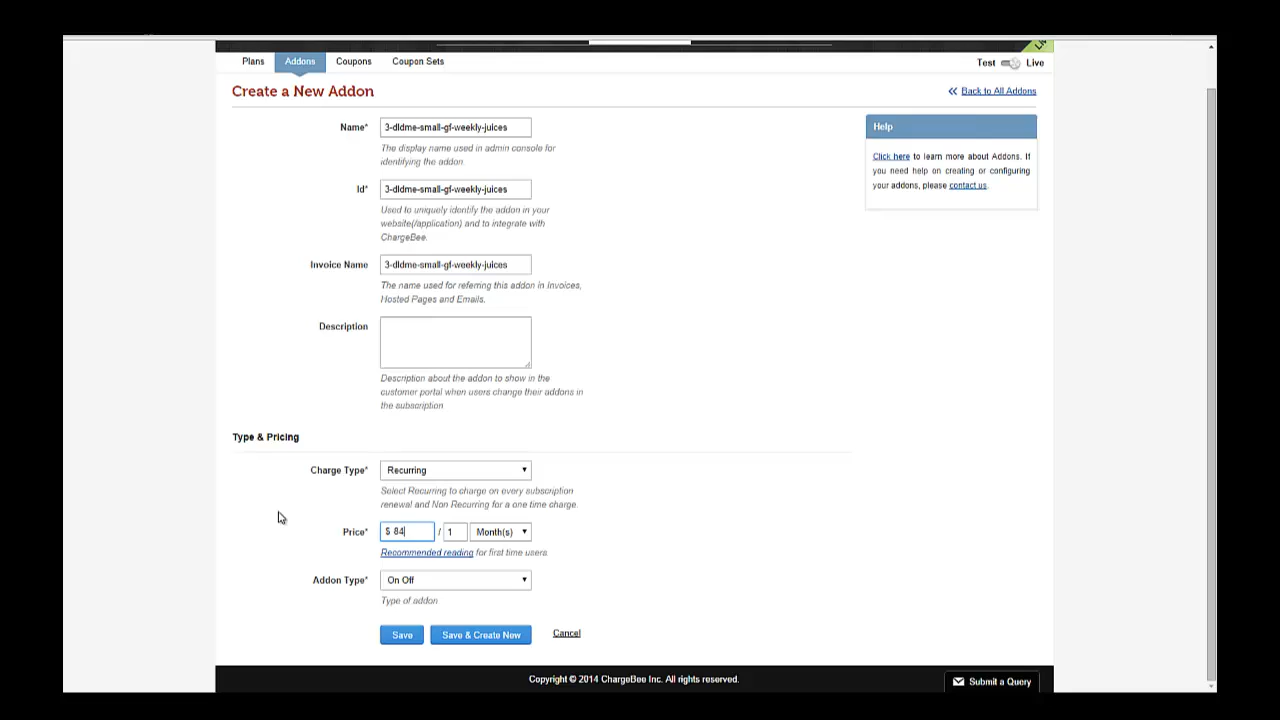 Plans Addons Coupons Coupon Sets Test Live
Create a New Addon « Back to All Addons
Name* 3-dldme-small-gf-weekly-juices
The display name used in admin console for
identifying the addon.
Id* 3-dldme-small-gf-weekly-juices
Used to uniquely identify the addon in your
website(/application) and to integrate with
ChargeBee.
Invoice Name 3-dldme-small-gf-weekly-juices
The name used for referring this addon in Invoices,
Hosted Pages and Emails.
Description
Description about the addon to show in the
customer portal when users change their addons in
the subscription
Help
Click here to learn more about Addons. If
you need help on creating or configuring
your addons, please contact us.
Type & Pricing
Charge Type* Recurring
Select Recurring to charge on every subscription
renewal and Non Recurring for a one time charge.
Price* $ 84 / 1 Month(s)
Recommended reading for first time users.
Addon Type* On Off
Type of addon
Save Save & Create New Cancel
Copyright © 2014 ChargeBee Inc. All rights reserved.
Submit a Query